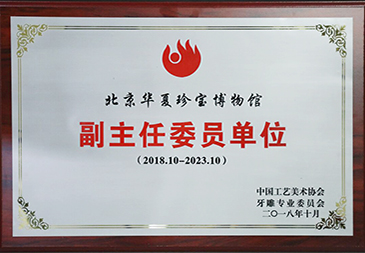 北京华夏珍宝博物馆
副主任委员单位
(2018.10-2023.10)
中国工艺美术协会
牙雕专业委员会
二〇一八年十月